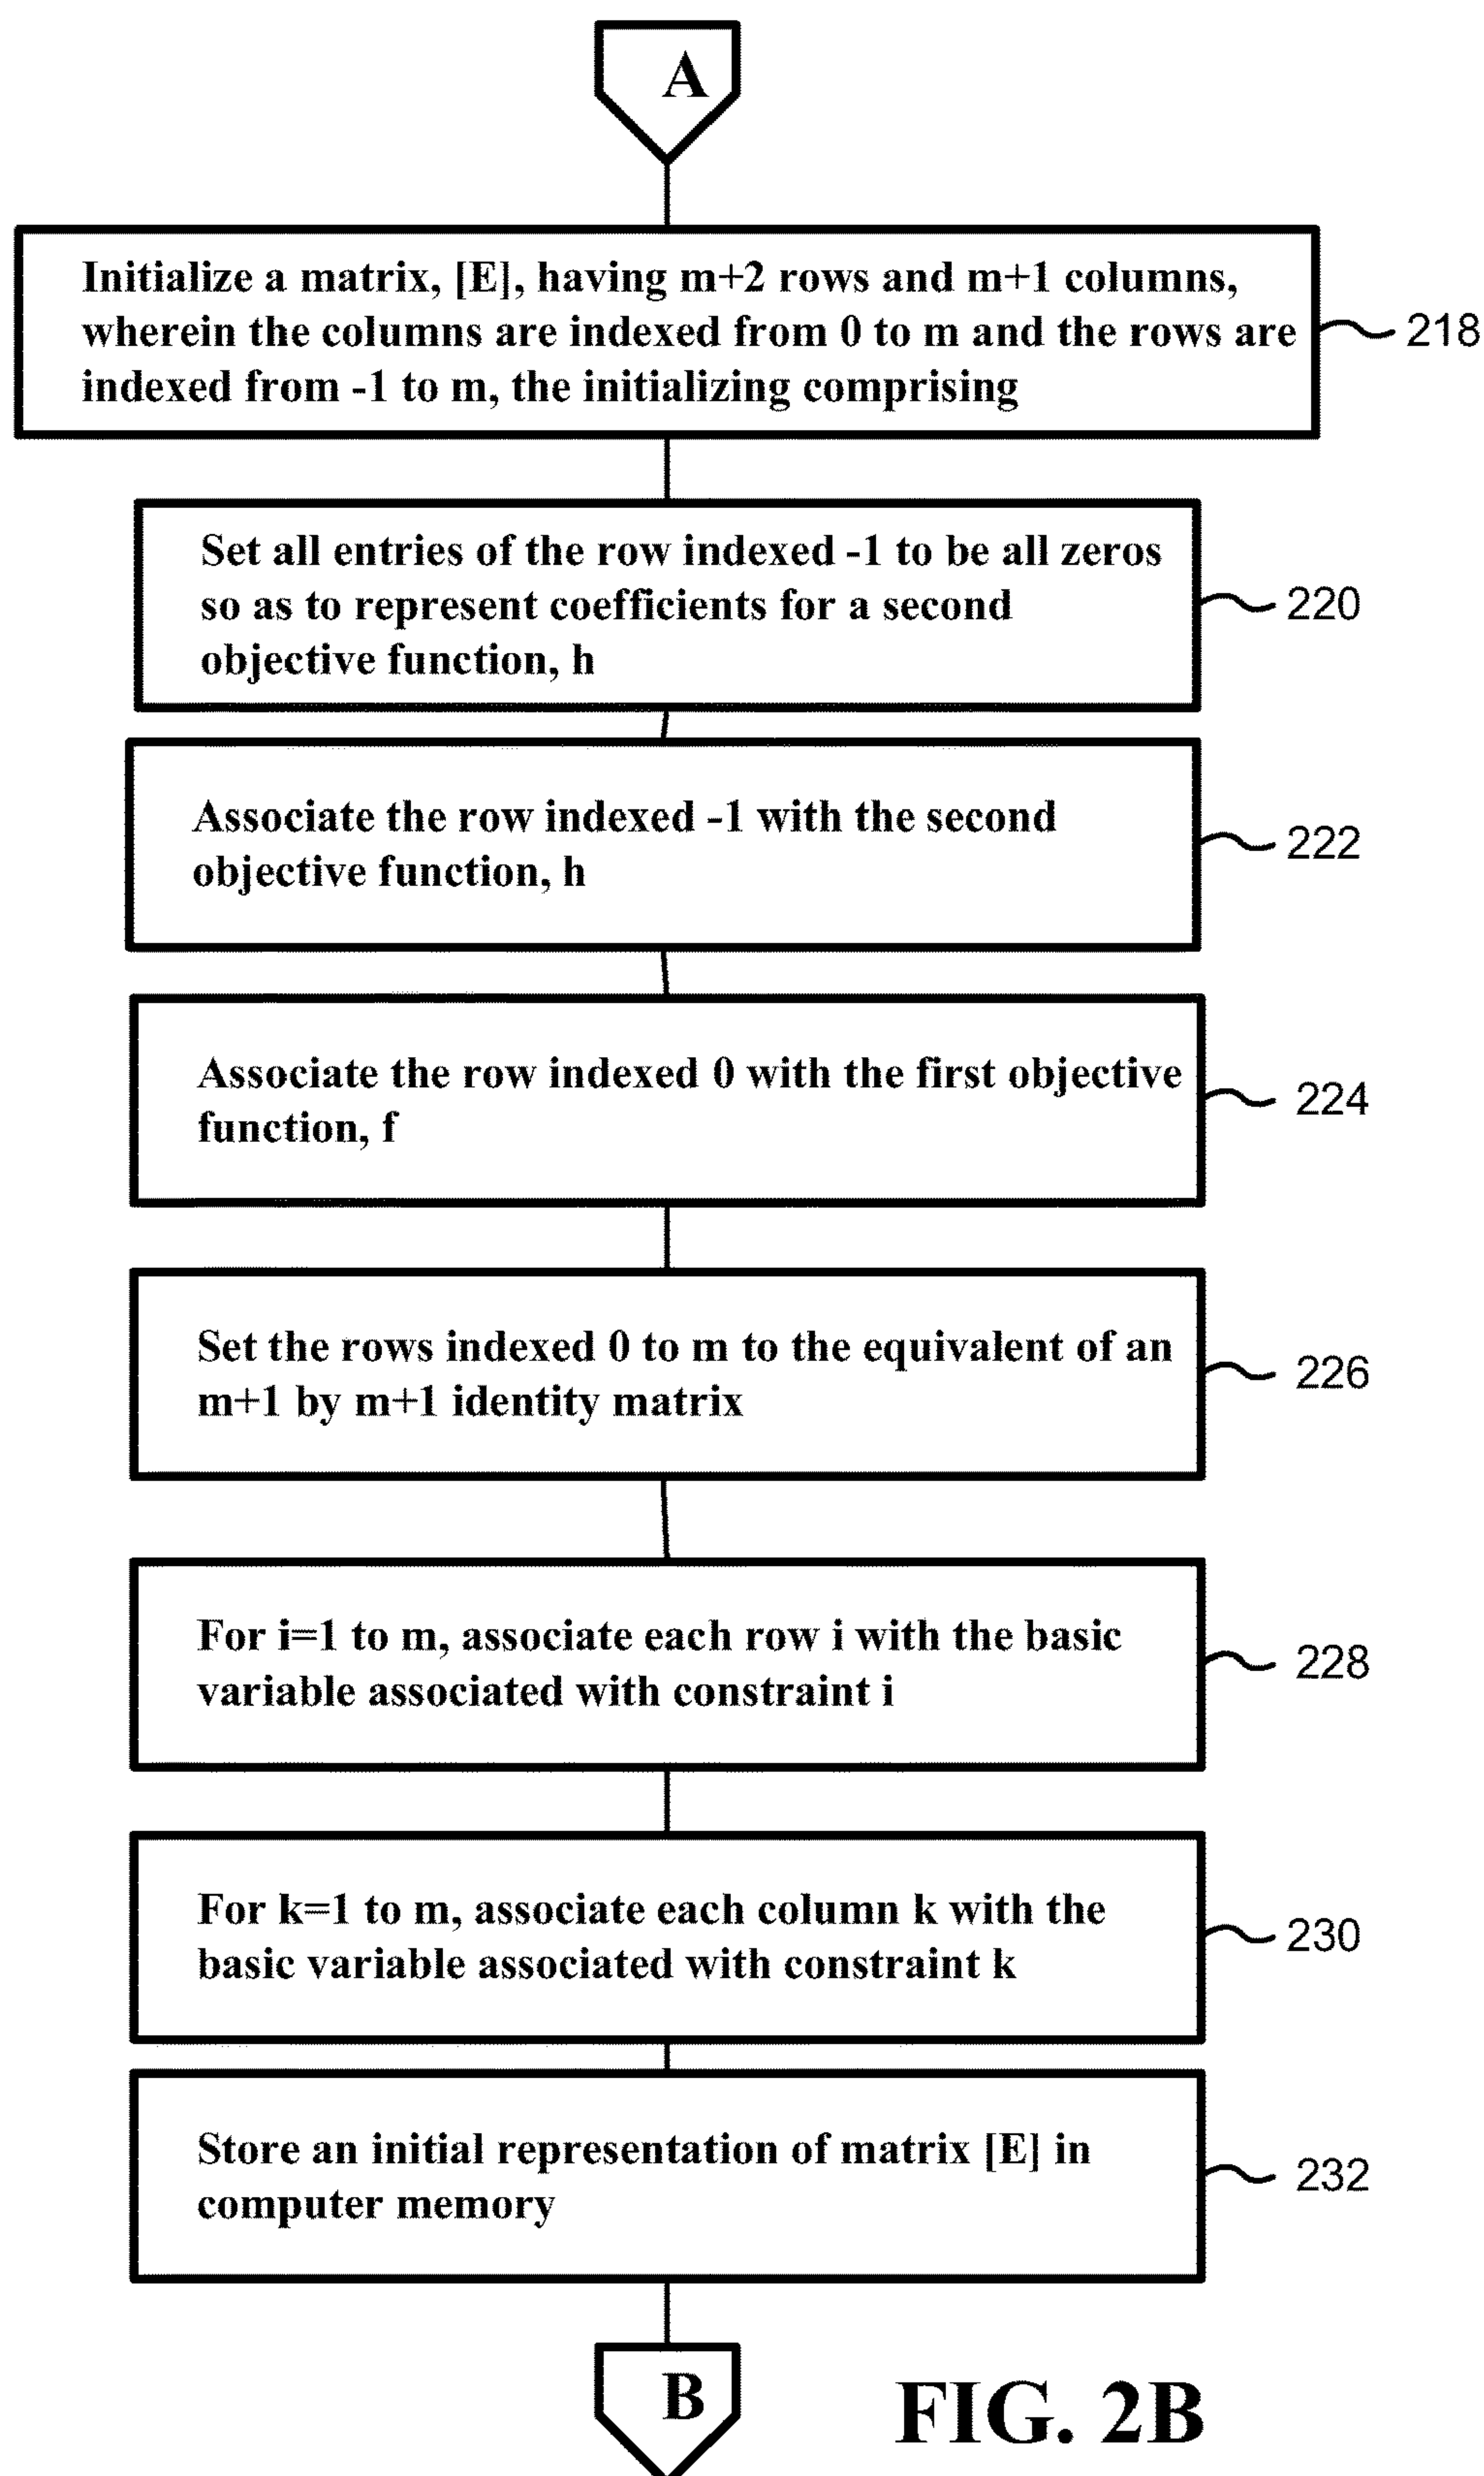 A
Initialize a matrix, [E], having m+2 rows and m+1 columns,
wherein the columns are indexed from 0 to m and the rows are
indexed from -1 to m, the initializing comprising
218
Set all entries of the row indexed -1 to be all zeros
so as to represent coefficients for a second
objective function, h
220
Associate the row indexed -1 with the second
objective function, h
222
Associate the row indexed 0 with the first objective
function, f
224
Set the rows indexed 0 to m to the equivalent of an
m+1 by m+1 identity matrix
226
For i=1 to m, associate each row i with the basic
variable associated with constraint i
228
For k=1 to m, associate each column k with the
basic variable associated with constraint k
230
Store an initial representation of matrix [E] in
computer memory
232
B
FIG. 2B